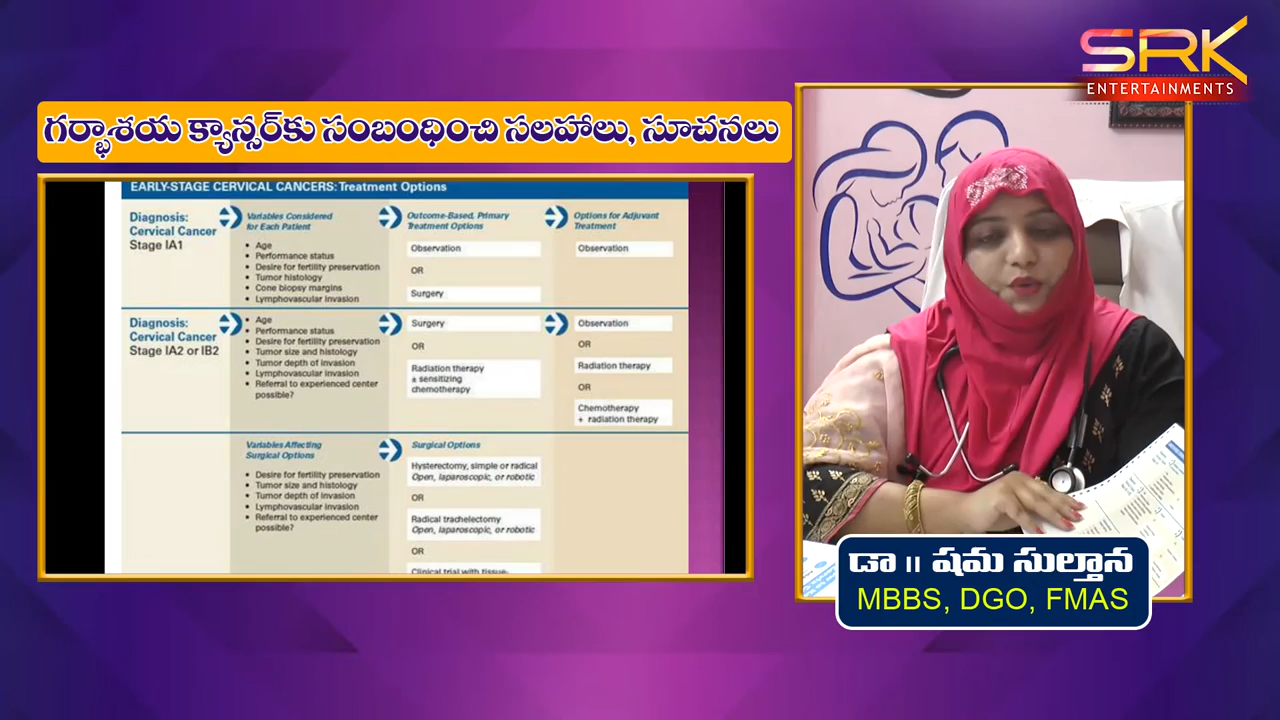 SRK
ENTERTAINMENTS
గర్భాశయ క్యాన్సర్‌కు సంబంధించి సలహాలు, సూచనలు
EARLY-STAGE CERVICAL CANCERS: Treatment Options
Diagnosis:
Cervical Cancer
Stage IA1
Variables Considered
for Each Patient
• Age
• Performance status
• Desire for fertility preservation
• Tumor histology
• Cone biopsy margins
• Lymphovascular invasion
Outcome-Based, Primary
Treatment Options
Observation
OR
Surgery
Options for Adjuvant
Treatment
Observation
Diagnosis:
Cervical Cancer
Stage IA2 or IB2
• Age
• Performance status
• Desire for fertility preservation
• Tumor size and histology
• Tumor depth of invasion
• Lymphovascular invasion
• Referral to experienced center
possible?
Surgery
OR
Radiation therapy
± sensitizing
chemotherapy
Observation
OR
Radiation therapy
OR
Chemotherapy
+ radiation therapy
Variables Affecting
Surgical Options
• Desire for fertility preservation
• Tumor size and histology
• Tumor depth of invasion
• Lymphovascular invasion
• Referral to experienced center
possible?
Surgical Options
Hysterectomy, simple or radical
Open, laparoscopic, or robotic
OR
Radical trachelectomy
Open, laparoscopic, or robotic
OR
Clinical trial with tissue-
డా॥ షమ సుల్తాన
MBBS, DGO, FMAS